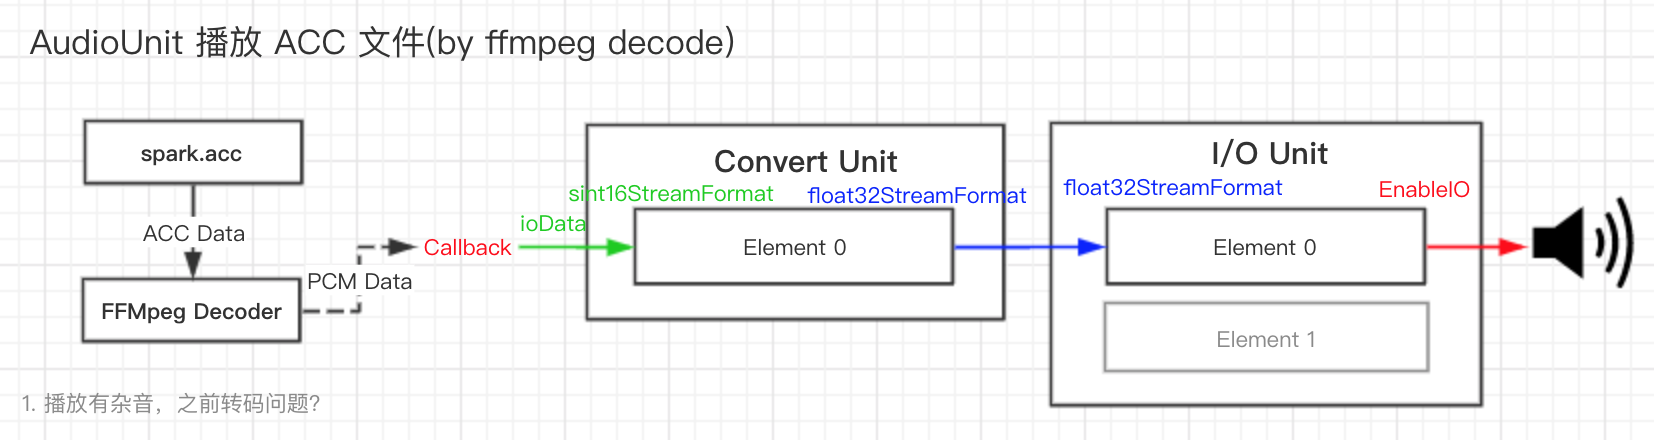 AudioUnit 播放 ACC 文件(by ffmpeg decode)
spark.acc
ACC Data
FFMpeg Decoder
PCM Data
Callback
ioData
Convert Unit
sint16StreamFormat
float32StreamFormat
Element 0
I/O Unit
float32StreamFormat
EnableIO
Element 0
Element 1
1. 播放有杂音，之前转码问题?